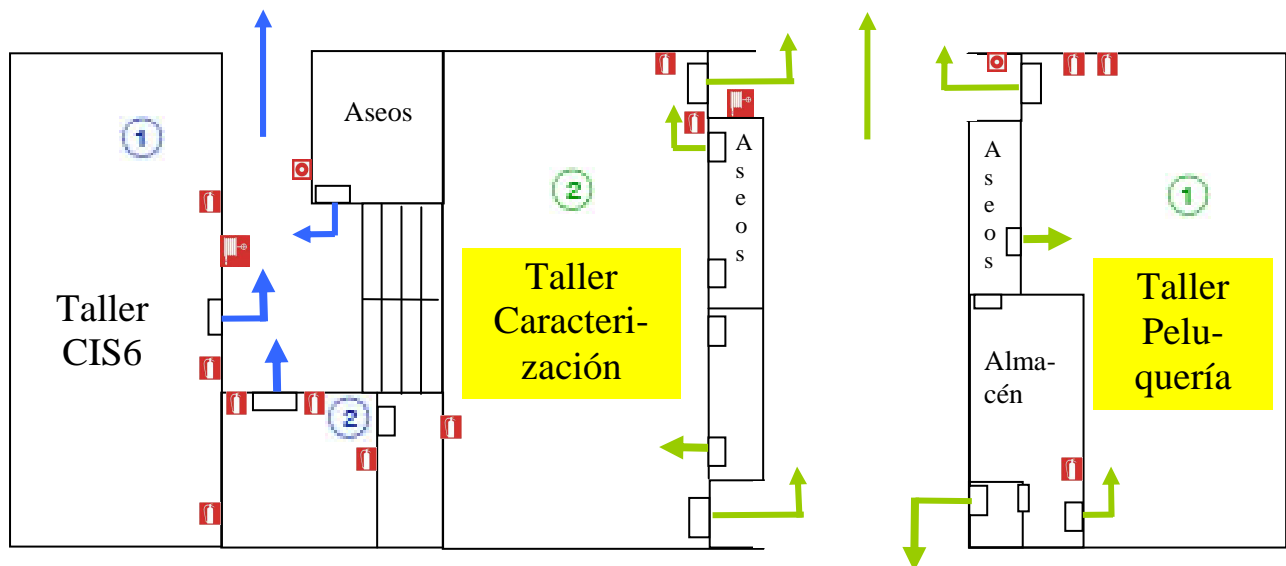 1
Taller
CIS6
Aseos
2
2
Taller
Caracteri-
zación
A
s
e
o
s
A
s
e
o
s
Alma-
cén
1
Taller
Pelu-
quería